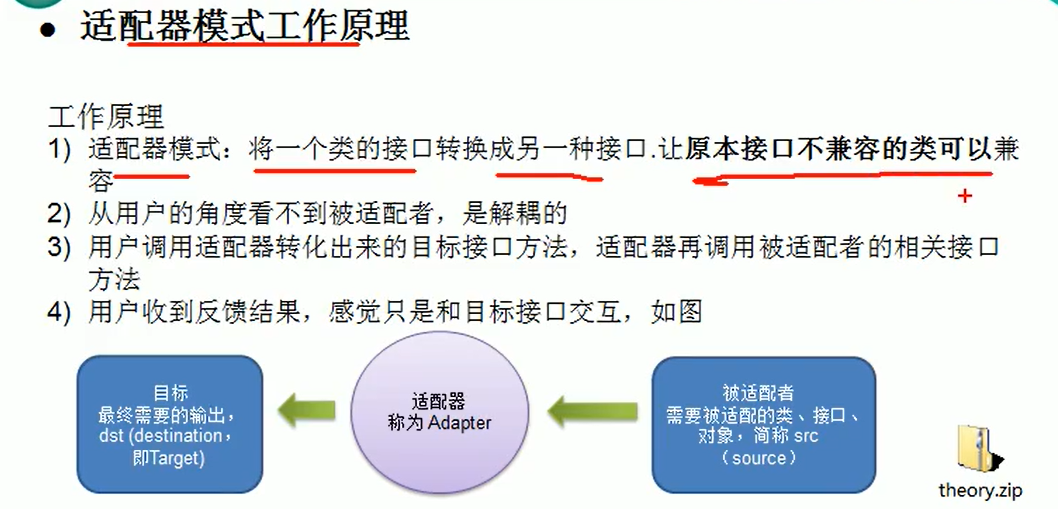 ● 适配器模式工作原理
工作原理
1) 适配器模式：将一个类的接口转换成另一种接口.让原本接口不兼容的类可以兼
容
2) 从用户的角度看不到被适配者，是解耦的
3) 用户调用适配器转化出来的目标接口方法，适配器再调用被适配者的相关接口
方法
4) 用户收到反馈结果，感觉只是和目标接口交互，如图
目标
最终需要的输出，
dst (destination，
即Target)
适配器
称为 Adapter
被适配者
需要被适配的类、接口、
对象，简称 src
（source）
theory.zip